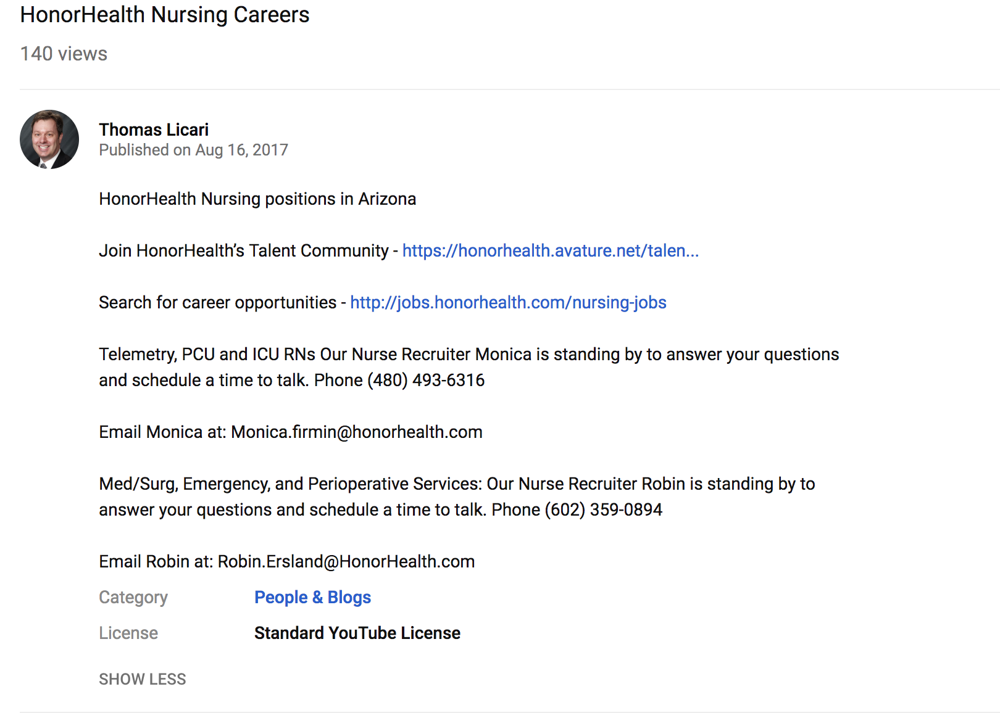 HonorHealth Nursing Careers
140 views
Thomas Licari
Published on Aug 16, 2017
HonorHealth Nursing positions in Arizona
Join HonorHealth’s Talent Community - https://honorhealth.avature.net/talen...
Search for career opportunities - http://jobs.honorhealth.com/nursing-jobs
Telemetry, PCU and ICU RNs Our Nurse Recruiter Monica is standing by to answer your questions
and schedule a time to talk. Phone (480) 493-6316
Email Monica at: Monica.firmin@honorhealth.com
Med/Surg, Emergency, and Perioperative Services: Our Nurse Recruiter Robin is standing by to
answer your questions and schedule a time to talk. Phone (602) 359-0894
Email Robin at: Robin.Ersland@HonorHealth.com
Category People & Blogs
License Standard YouTube License
SHOW LESS